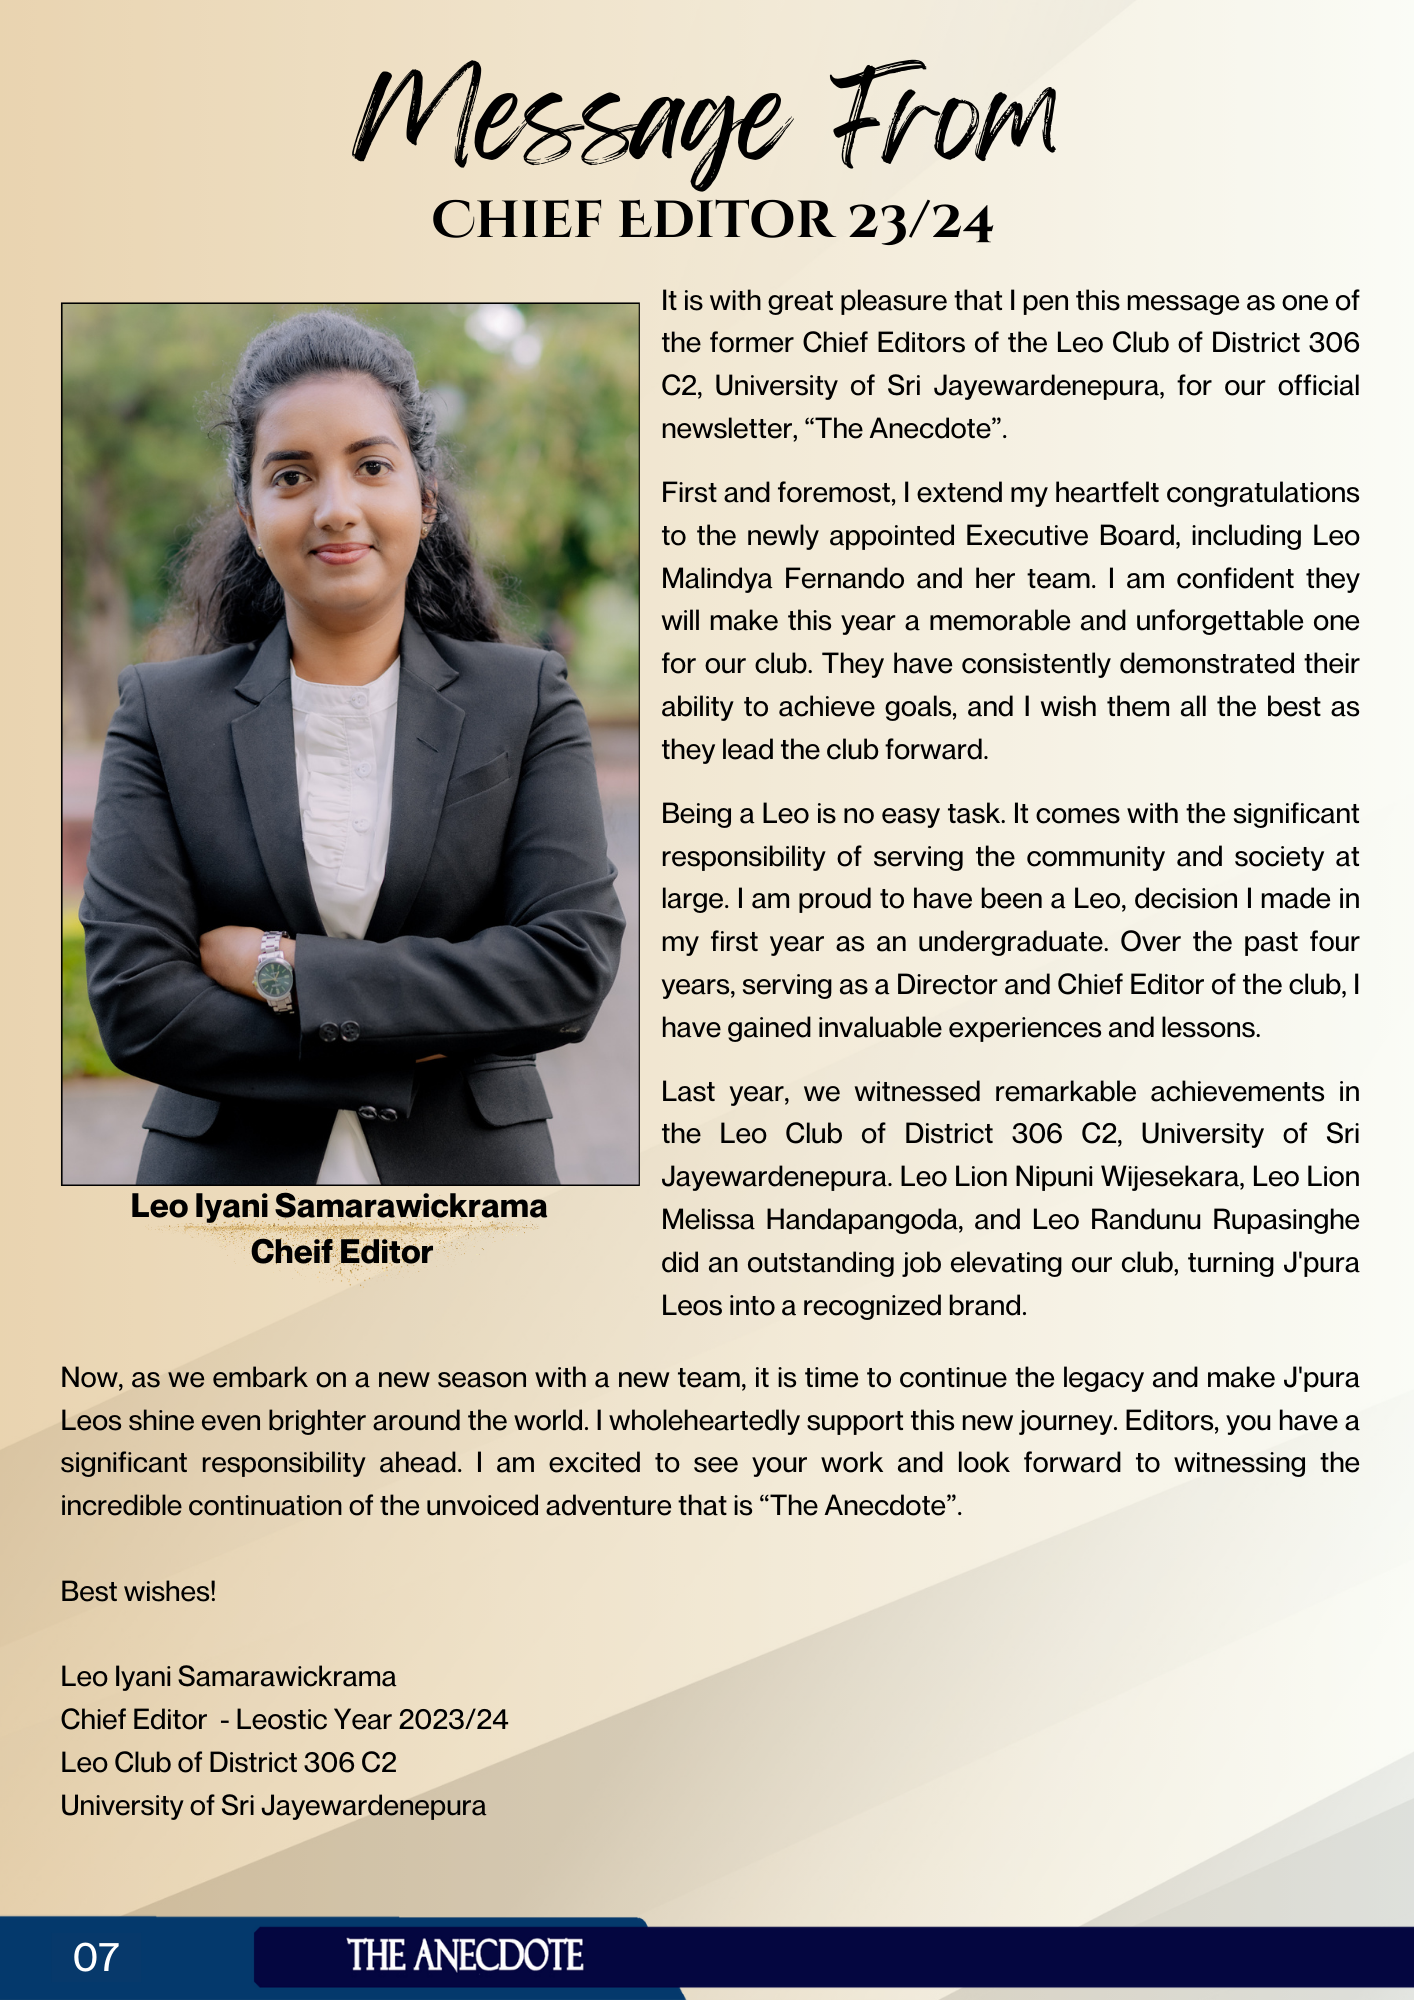 Message From
CHIEF EDITOR 23/24
It is with great pleasure that I pen this message as one of
the former Chief Editors of the Leo Club of District 306
C2, University of Sri Jayewardenepura, for our official
newsletter, “The Anecdote”.
First and foremost, I extend my heartfelt congratulations
to the newly appointed Executive Board, including Leo
Malindya Fernando and her team. I am confident they
will make this year a memorable and unforgettable one
for our club. They have consistently demonstrated their
ability to achieve goals, and I wish them all the best as
they lead the club forward.
Being a Leo is no easy task. It comes with the significant
responsibility of serving the community and society at
large. I am proud to have been a Leo, decision I made in
my first year as an undergraduate. Over the past four
years, serving as a Director and Chief Editor of the club, I
have gained invaluable experiences and lessons.
Last year, we witnessed remarkable achievements in
the Leo Club of District 306 C2, University of Sri
Jayewardenepura. Leo Lion Nipuni Wijesekara, Leo Lion
Melissa Handapangoda, and Leo Randunu Rupasinghe
did an outstanding job elevating our club, turning J'pura
Leos into a recognized brand.
Leo Iyani Samarawickrama
Cheif Editor
Now, as we embark on a new season with a new team, it is time to continue the legacy and make J'pura
Leos shine even brighter around the world. I wholeheartedly support this new journey. Editors, you have a
significant responsibility ahead. I am excited to see your work and look forward to witnessing the
incredible continuation of the unvoiced adventure that is “The Anecdote”.
Best wishes!
Leo Iyani Samarawickrama
Chief Editor  - Leostic Year 2023/24
Leo Club of District 306 C2
University of Sri Jayewardenepura
07
THE ANECDOTE